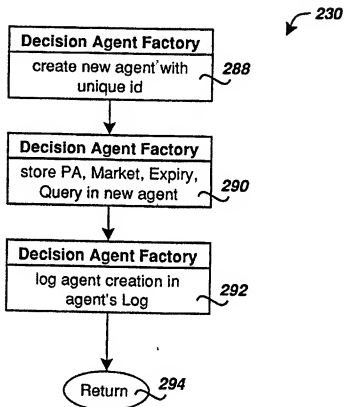 230
Decision Agent Factory
create new agent with
unique id
288
Decision Agent Factory
store PA, Market, Expiry,
Query in new agent
290
Decision Agent Factory
log agent creation in
agent's Log
292
Return
294